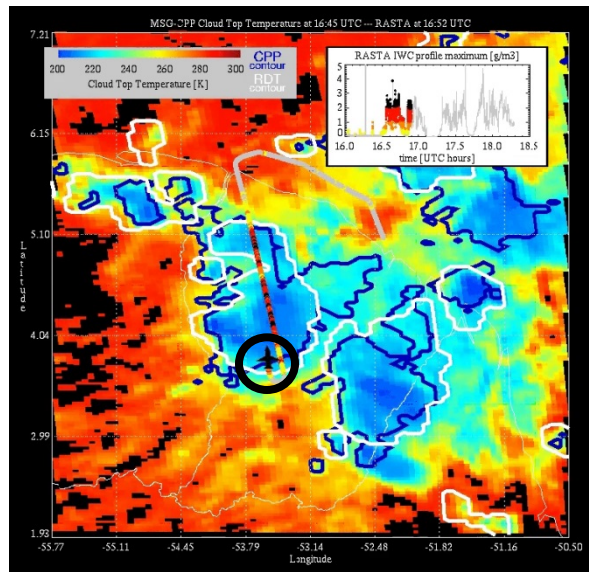 MSG-CPP Cloud Top Temperature at 16:45 UTC --- RASTA at 16:52 UTC
7.21
200 220 240 260 280 300
Cloud Top Temperature [K]
CPP
contour
RDT
contour
RASTA IWC profile maximum [g/m3]
5
4
3
2
1
0
16.0 16.5 17.0 17.5 18.0 18.5
time [UTC hours]
6.15
5.10
Latitude
4.04
2.99
1.93
-55.77 -55.11 -54.45 -53.79 -53.14 -52.48 -51.82 -51.16 -50.50
Longitude